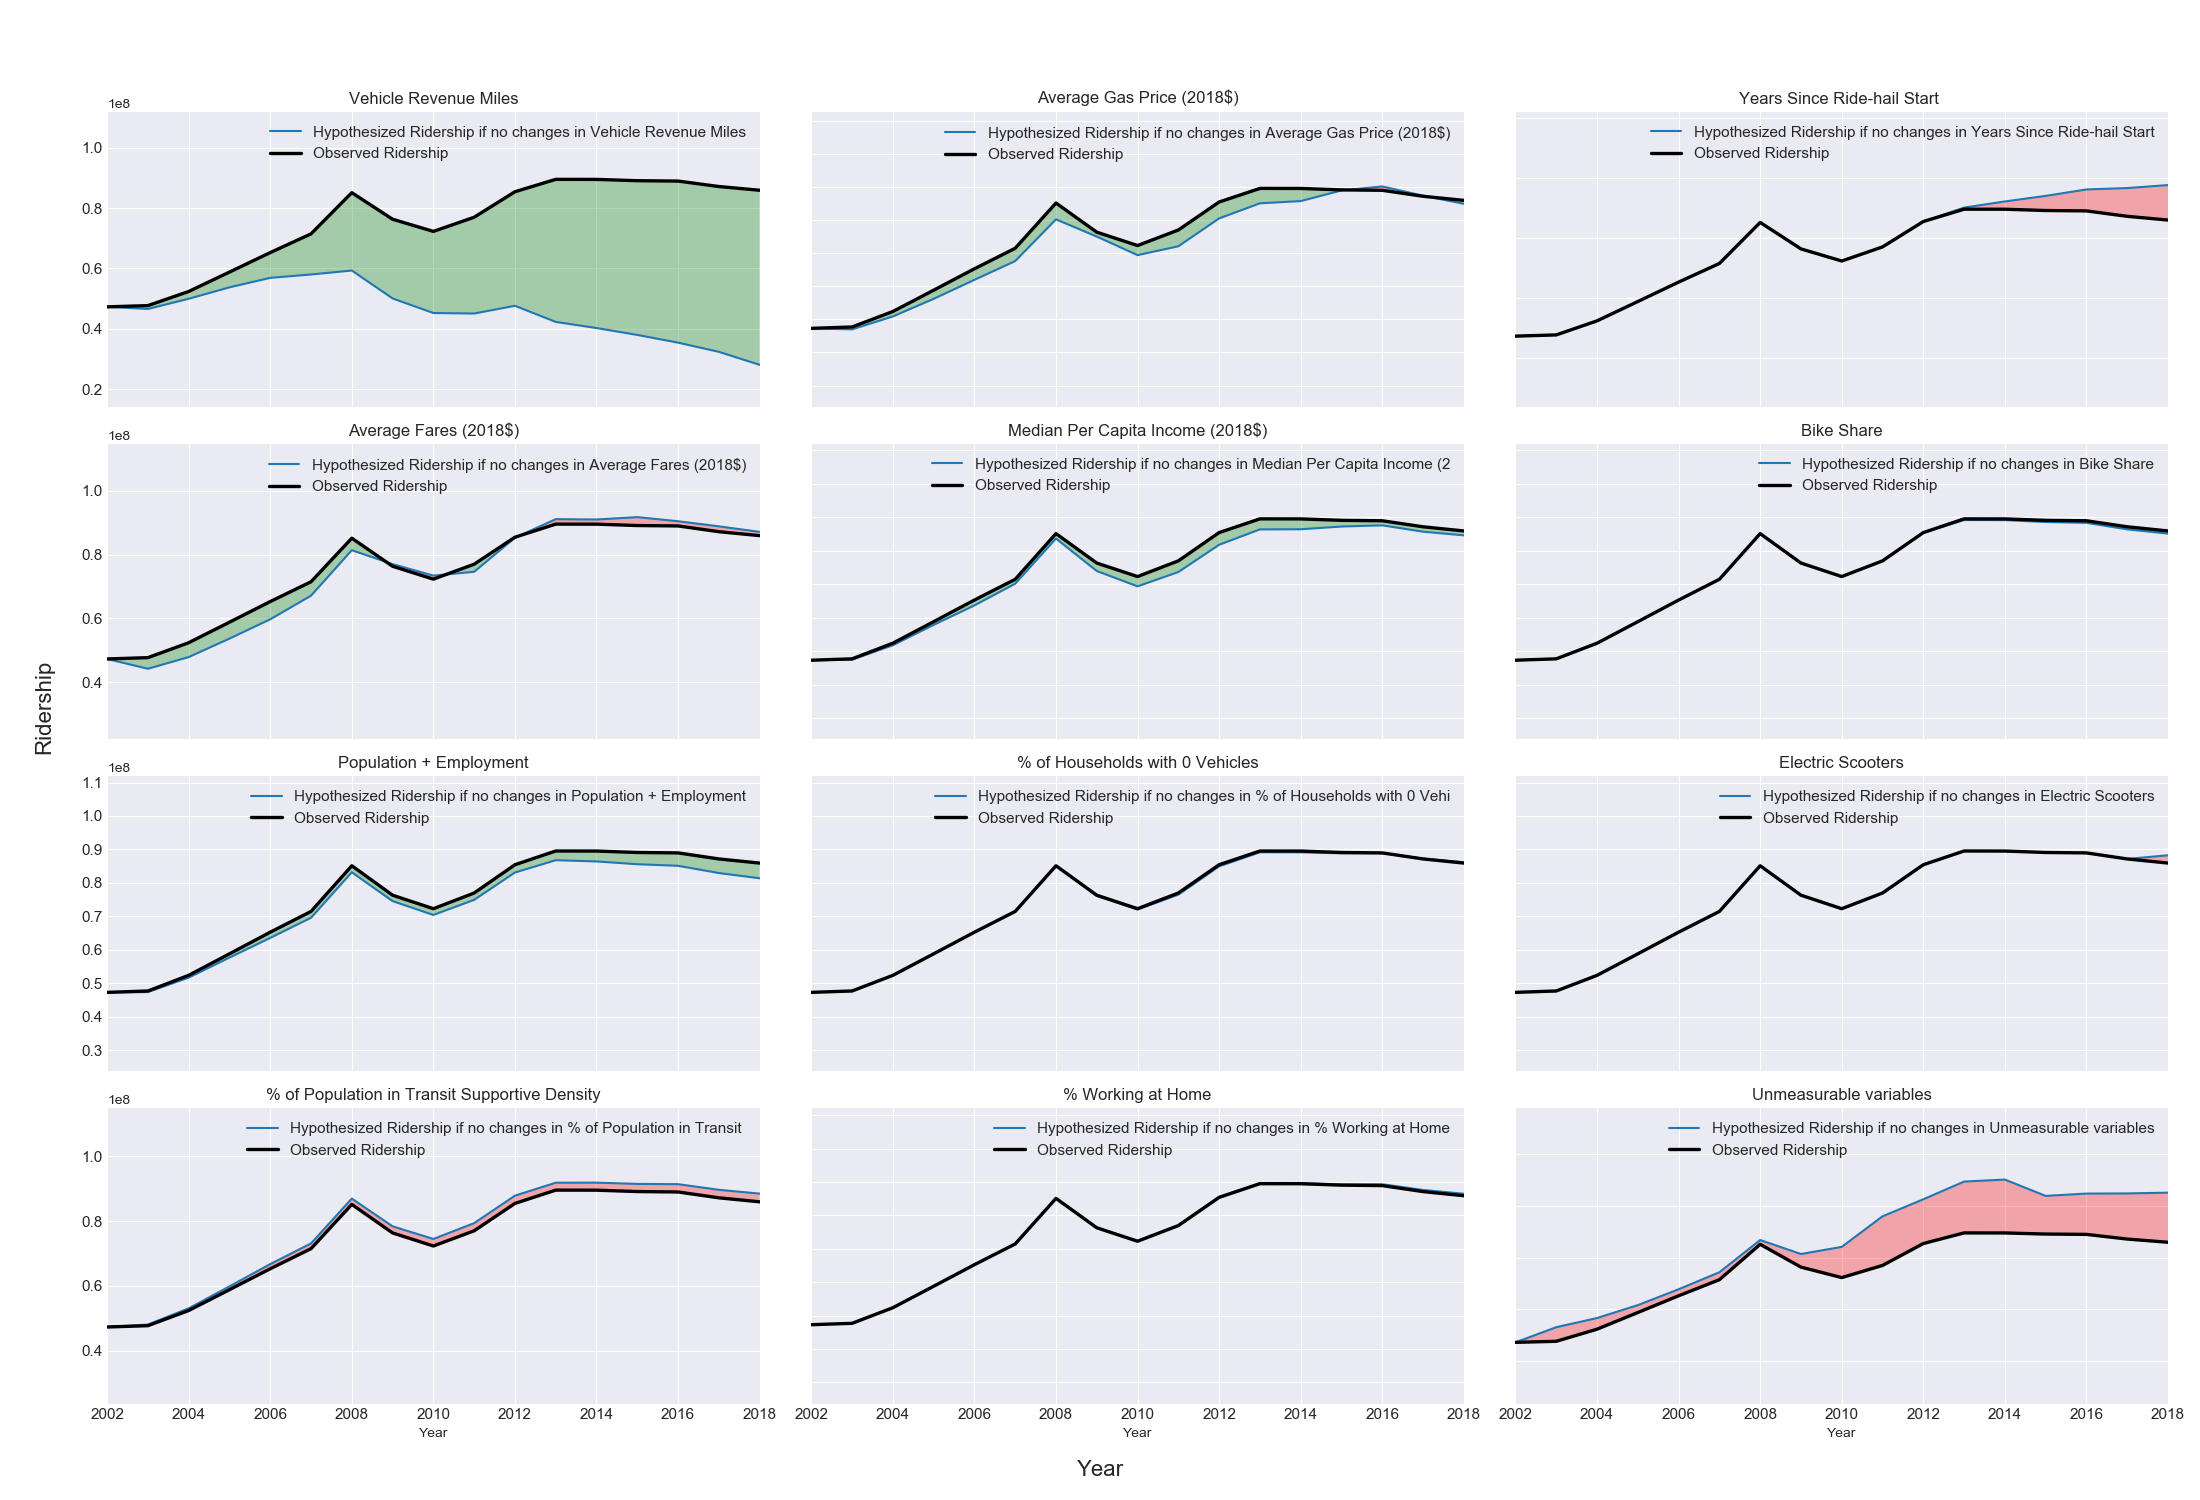 Vehicle Revenue Miles
1e8
Hypothesized Ridership if no changes in Vehicle Revenue Miles
Observed Ridership
1.0
0.8
0.6
0.4
0.2
Average Gas Price (2018$)
Hypothesized Ridership if no changes in Average Gas Price (2018$)
Observed Ridership
Years Since Ride-hail Start
Hypothesized Ridership if no changes in Years Since Ride-hail Start
Observed Ridership
Average Fares (2018$)
1e8
Hypothesized Ridership if no changes in Average Fares (2018$)
Observed Ridership
1.0
0.8
0.6
0.4
Median Per Capita Income (2018$)
Hypothesized Ridership if no changes in Median Per Capita Income (2
Observed Ridership
Bike Share
Hypothesized Ridership if no changes in Bike Share
Observed Ridership
Ridership
Population + Employment
1e8
Hypothesized Ridership if no changes in Population + Employment
Observed Ridership
1.1
1.0
0.9
0.8
0.7
0.6
0.5
0.4
0.3
% of Households with 0 Vehicles
Hypothesized Ridership if no changes in % of Households with 0 Vehi
Observed Ridership
Electric Scooters
Hypothesized Ridership if no changes in Electric Scooters
Observed Ridership
% of Population in Transit Supportive Density
1e8
Hypothesized Ridership if no changes in % of Population in Transit
Observed Ridership
1.0
0.8
0.6
0.4
2002 2004 2006 2008 2010 2012 2014 2016 2018
Year
% Working at Home
Hypothesized Ridership if no changes in % Working at Home
Observed Ridership
2002 2004 2006 2008 2010 2012 2014 2016 2018
Year
Unmeasurable variables
Hypothesized Ridership if no changes in Unmeasurable variables
Observed Ridership
2002 2004 2006 2008 2010 2012 2014 2016 2018
Year
Year